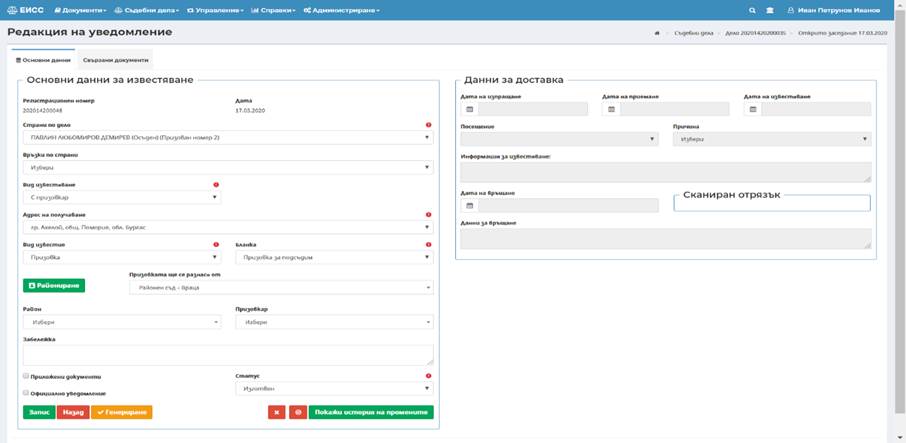 ЕИСС Документи Съдебни дела Управление Справки Администриране Иван Петрунов Иванов
Редакция на уведомление
Съдебни дела Дело 20201420200035 Открито заседание 17.03.2020
Основни данни Свързани документи
Основни данни за известяване
Регистрационен номер Дата
202014200048 17.03.2020
Страни по дело
ПАВЛИН ЛЮБОМИРОВ ДЕМИРЕВ (Осъден) (Призован номер 2)
Връзки по страни
Избери
Вид известяване
С призовкар
Адрес на получаване
гр. Ахелой, общ. Поморие, обл. Бургас
Вид известие Бланка
Призовка Призовка за подсъдим
Райониране
Призовката ще се разнася от
Районен съд - Враца
Район Призовкар
Избери Избери
Забележка
Приложени документи
Официално уведомление
Статус
Изготвен
Запис Назад Генериране Покажи история на промените
Данни за доставка
Дата на изпращане Дата на приемане Дата на известяване
Посещение Причина
Избери
Информация за известяване:
Дата на връщане
Сканиран отрязък
Данни за връщане